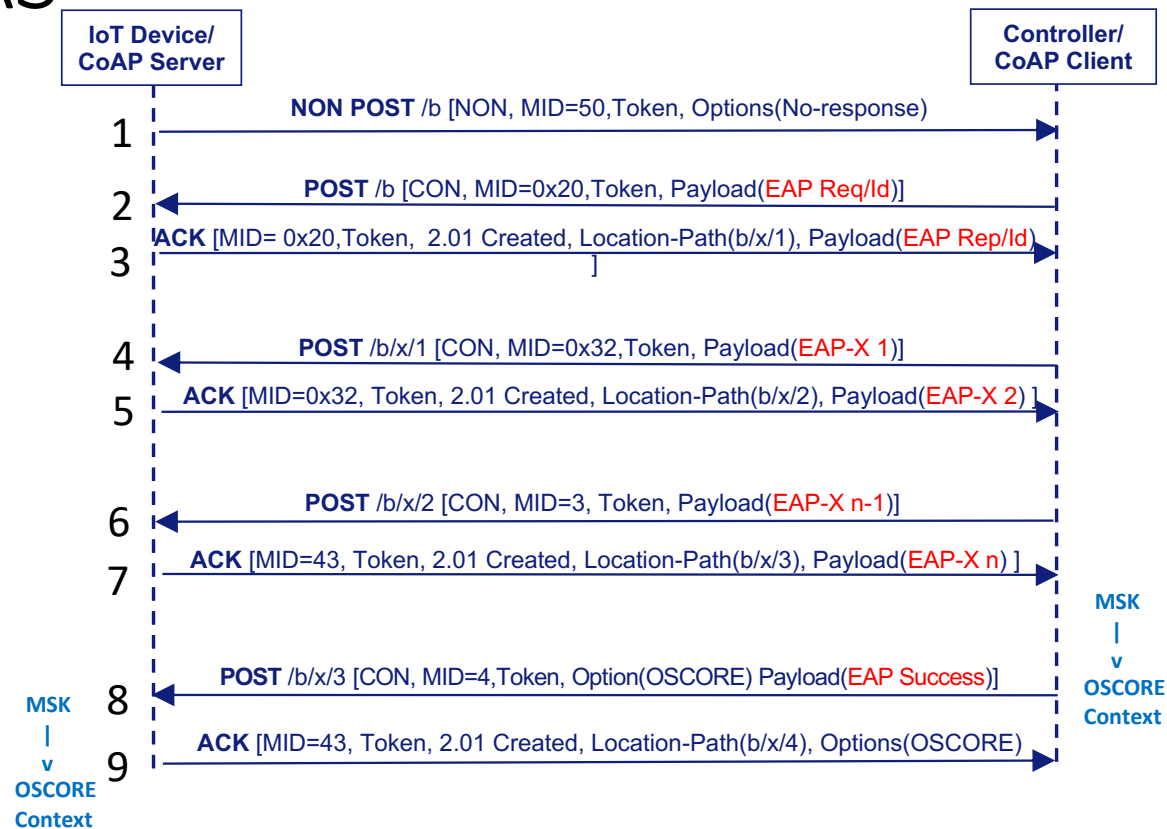 IoT Device/
CoAP Server
Controller/
CoAP Client
1
NON POST /b [NON, MID=50,Token, Options(No-response)
2
POST /b [CON, MID=0x20,Token, Payload(EAP Req/Id)]
3
ACK [MID= 0x20,Token, 2.01 Created, Location-Path(b/x/1), Payload(EAP Rep/Id)
]
4
POST /b/x/1 [CON, MID=0x32,Token, Payload(EAP-X 1)]
5
ACK [MID=0x32, Token, 2.01 Created, Location-Path(b/x/2), Payload(EAP-X 2) ]
6
POST /b/x/2 [CON, MID=3, Token, Payload(EAP-X n-1)]
7
ACK [MID=43, Token, 2.01 Created, Location-Path(b/x/3), Payload(EAP-X n) ]
MSK
|
v
OSCORE
Context
8
POST /b/x/3 [CON, MID=4,Token, Option(OSCORE) Payload(EAP Success)]
9
ACK [MID=43, Token, 2.01 Created, Location-Path(b/x/4), Options(OSCORE)
MSK
|
v
OSCORE
Context